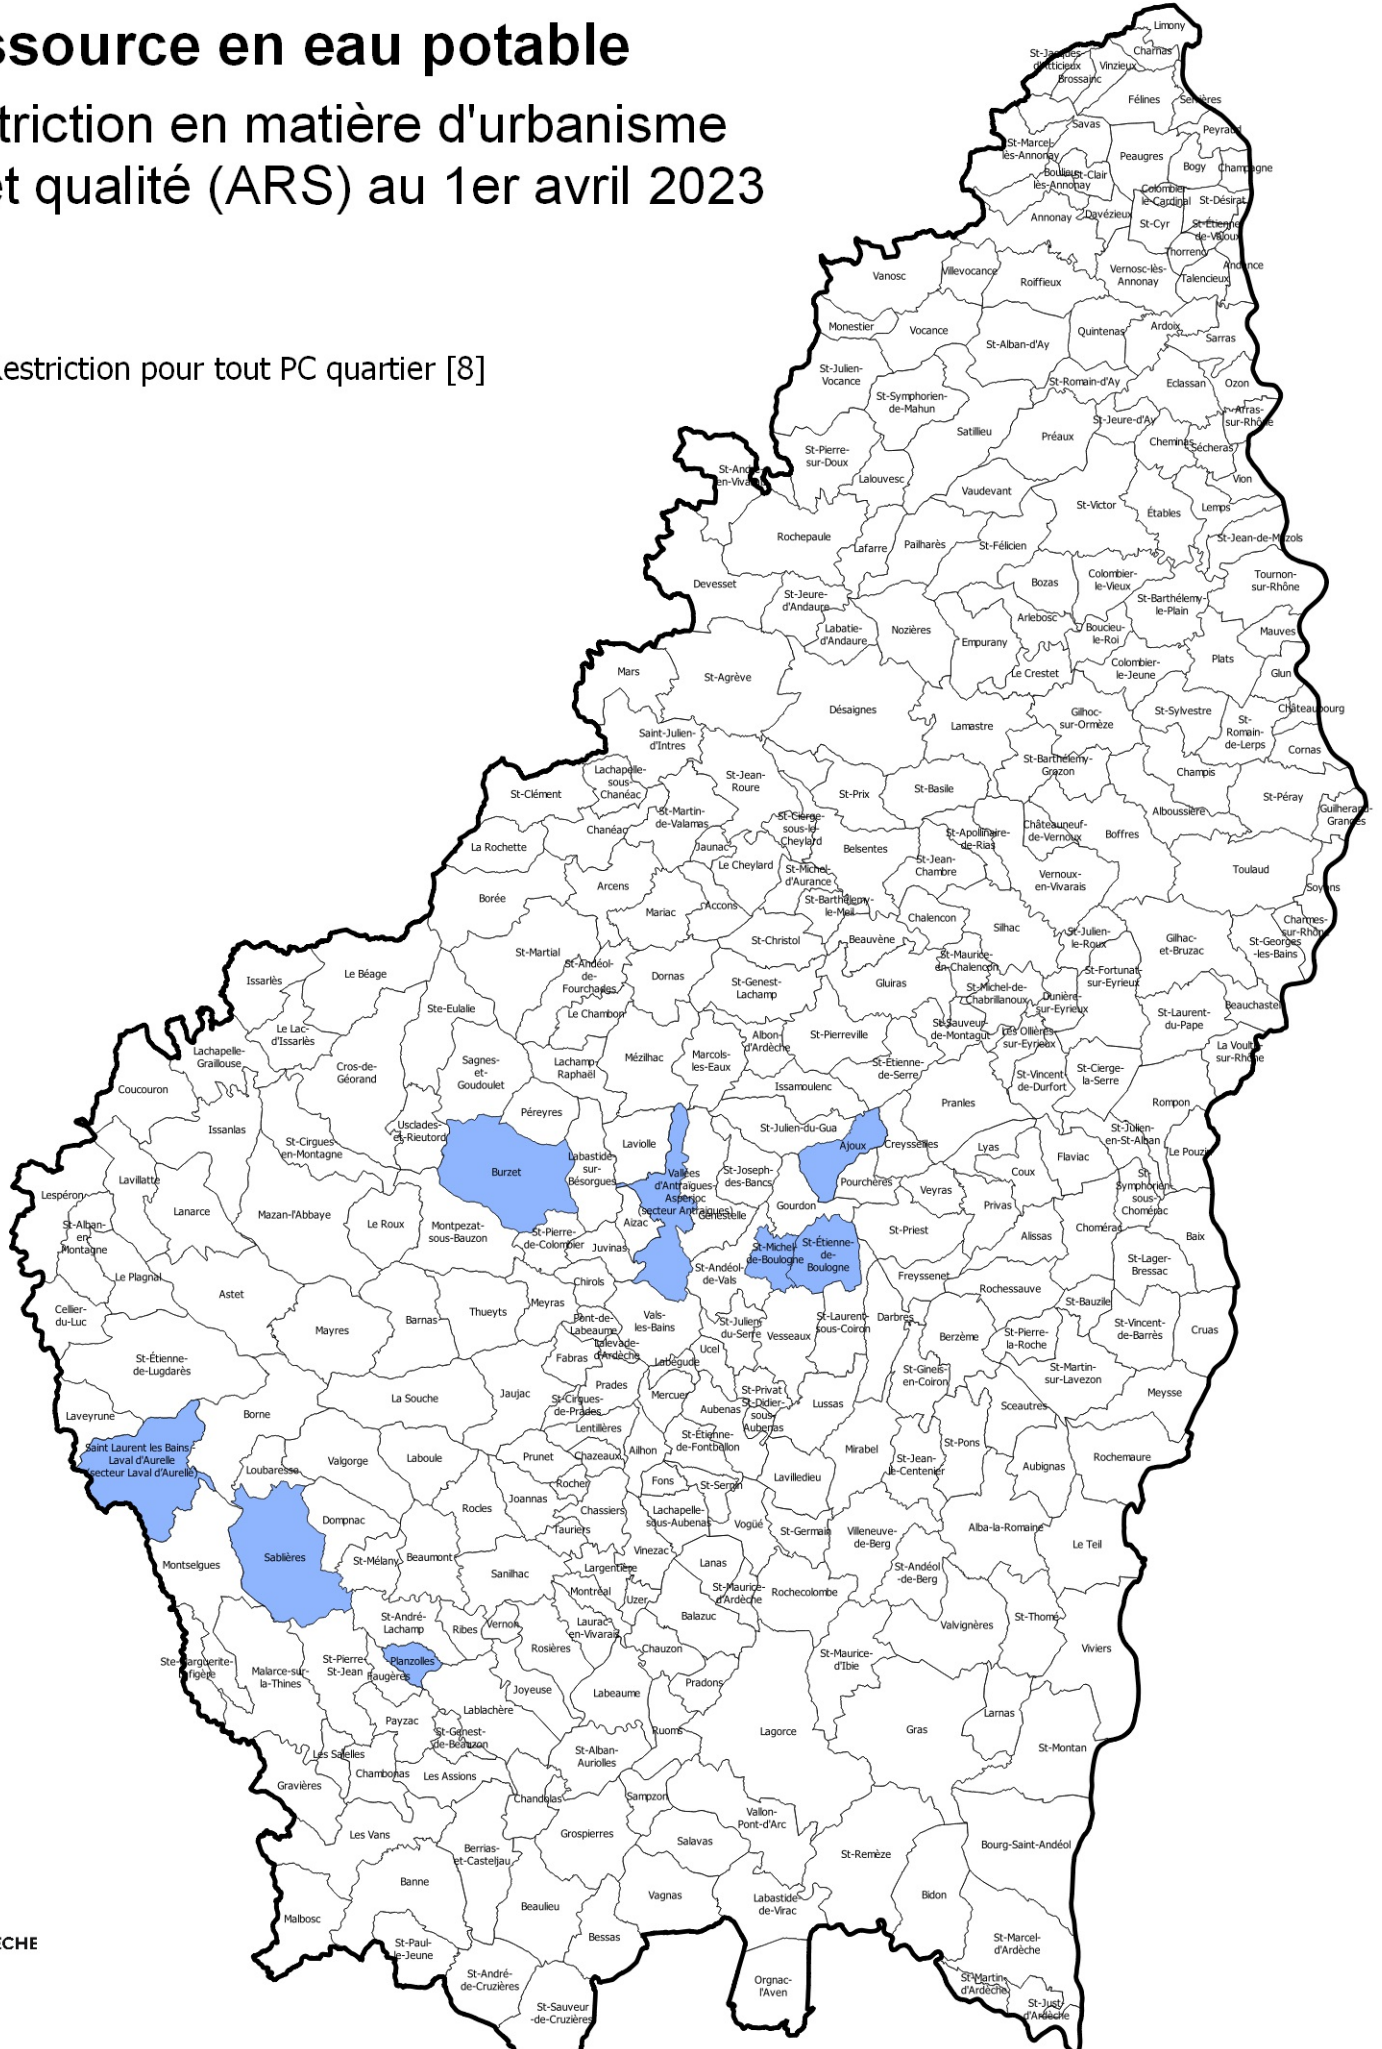 ssource en eau potable
triction en matière d'urbanisme
et qualité (ARS) au 1er avril 2023
Restriction pour tout PC quartier [8]
Limony
Charnas
St-Jacques
d'Atticieux
Vinzieux
Brossainc
Félines
Serrières
Savas
Peyraud
St-Marcel-
lès-Annonay
Peaugres
Bogy
Champagne
Boulieu-
lès-Annonay
St-Clair
Colombier-
le-Cardinal
St-Désirat
Annonay
Davézieux
St-Cyr
St-Étienne-
de-Valoux
Thorrenc
Andance
Vanosc
Villevocance
Roiffieux
Vernosc-lès-
Annonay
Talencieux
Monestier
Vocance
St-Alban-d'Ay
Quintenas
Ardoix
Sarras
St-Julien-
Vocance
St-Romain-d'Ay
Eclassan
Ozon
St-Symphorien-
de-Mahun
Arras-
sur-Rhône
St-Jeure-d'Ay
Satillieu
Préaux
Cheminas
Sécheras
St-Pierre-
sur-Doux
St-André-
en-Vivarais
Lalouvesc
Vaudevant
Vion
St-Victor
Étables
Lemps
Rochepaule
Lafarre
Pailharès
St-Félicien
St-Jean-de-Muzols
Devesset
Bozas
Colombier-
le-Vieux
Tournon-
sur-Rhône
St-Jeure-
d'Andaure
St-Barthélemy-
le-Plain
Labatie-
d'Andaure
Nozières
Empurany
Arlebosc
Boucieu-
le-Roi
Mauves
Mars
St-Agrève
Le Crestet
Colombier-
le-Jeune
Plats
Glun
Désaignes
Lamastre
Gilhoc-
sur-Ormèze
St-Sylvestre
Châteaubourg
St-
Romain-
de-Lerps
Saint-Julien-
d'Intres
Cornas
St-Clément
Lachapelle-
sous-
Chanéac
St-Jean-
Roure
St-Prix
St-Basile
St-Barthélemy-
Grozon
Champis
St-Péray
Chanéac
St-Martin-
de-Valamas
St-Cierge-
sous-le-
Cheylard
St-Apollinaire-
de-Rias
Châteauneuf-
de-Vernoux
Boffres
Alboussière
Guilherand-
Granges
La Rochette
Jaunac
Le Cheylard
Belsentes
St-Jean-
Chambre
Borée
Arcens
Mariac
Accons
St-Michel-
d'Aurance
Vernoux-
en-Vivarais
Toulaud
Soyons
St-Barthélemy-
le-Meil
Chalencon
Silhac
St-Julien-
le-Roux
Gilhac-
et-Bruzac
Charmes-
sur-Rhône
St-Georges
-les-Bains
St-Martial
St-Christol
Beauvène
St-Maurice-
en-Chalencon
St-Andéol-
de-
Fourchades
Dornas
St-Genest-
Lachamp
Gluiras
St-Michel-de-
Chabrillanoux
Dunière-
sur-Eyrieux
St-Fortunat-
sur-Eyrieux
Beauchastel
Issarlès
Le Béage
Ste-Eulalie
Le Chambon
St-Laurent-
du-Pape
Le Lac-
d'Issarlès
Albon-
d'Ardèche
St-Pierreville
St-Sauveur-
de-Montagut
Les Ollières-
sur-Eyrieux
La Voulte-
sur-Rhône
Lachapelle-
Graillouse
Cros-de-
Géorand
Sagnes-
et-
Goudoulet
Lachamp-
Raphaël
Mézilhac
Marcols-
les-Eaux
Issamoulenc
St-Étienne-
de-Serre
St-Vincent-
de-Durfort
St-Cierge-
la-Serre
Coucouron
Péreyres
Pranles
Rompon
Issanlas
St-Cirgues-
en-Montagne
Usclades-
et-Rieutord
Laviolle
St-Julien-du-Gua
Ajoux
Creysseilles
Lyas
St-Julien-
en-St-Alban
Le Pouzin
Burzet
Labastide-
sur-
Bésorgues
Vallées
d'Antraigues-
Asperjoc
(secteur Antraigues)
St-Joseph-
des-Bancs
Pourchères
Coux
Flaviac
Lespéron
Lavillatte
Veyras
Privas
St-
Symphorien-
sous-
Chomérac
Lanarce
Mazan-l'Abbaye
Le Roux
Montpezat-
sous-Bauzon
St-Pierre-
de-Colombier
Aizac
Genestelle
Gourdon
St-Priest
Alissas
Chomérac
Baix
St-Alban-
en-
Montagne
Juvinas
St-Michel-
de-Boulogne
St-Étienne-
de-
Boulogne
Le Plagnal
Astet
Chirols
St-Andéol-
de-Vals
Freyssenet
Rochessauve
St-Lager-
Bressac
Cellier-
du-Luc
Mayres
Barnas
Thueyts
Meyras
Pont-de-
Labeaume
Vals-
les-Bains
St-Julien-
du-Serre
Vesseaux
St-Laurent-
sous-Coiron
Darbres
Berzème
St-Pierre-
la-Roche
St-Bauzile
St-Vincent-
de-Barrès
Cruas
St-Étienne-
de-Lugdarès
Fabras
Lalevade-
d'Ardèche
Labégude
Ucel
St-Gineis-
en-Coiron
St-Martin-
sur-Lavezon
La Souche
Jaujac
St-Cirgues-
de-Prades
Prades
Mercuer
Aubenas
St-Privat
St-Didier-
sous-
Aubenas
Lussas
Sceautres
Meysse
Laveyrune
Borne
Lentillères
St-Étienne-
de-Fontbellon
Saint Laurent les Bains -
Laval d'Aurelle
(secteur Laval d'Aurelle)
Loubaresse
Valgorge
Laboule
Prunet
Chazeaux
Ailhon
Mirabel
St-Pons
St-Jean-
le-Centenier
Aubignas
Rochemaure
Rocher
Fons
St-Sernin
Lavilledieu
Dompnac
Rocles
Joannas
Chassiers
Lachapelle-
sous-Aubenas
Vogüé
St-Germain
Villeneuve-
de-Berg
Alba-la-Romaine
Le Teil
Tauriers
Sablières
Montselgues
St-Mélany
Beaumont
Sanilhac
Largentière
Vinezac
Lanas
St-Maurice-
d'Ardèche
Rochecolombe
St-Andéol
-de-Berg
Montréal
Uzer
Balazuc
St-André-
Lachamp
Ribes
Vernon
Laurac-
en-Vivarais
Valvignères
St-Thomé
Viviers
Ste-Marguerite-
Lafigère
Malarce-sur-
la-Thines
St-Pierre-
St-Jean
Faugères
Planzolles
Rosières
Chauzon
St-Maurice-
d'Ibie
Joyeuse
Labeaume
Pradons
Lablachère
Payzac
St-Genest-
de-Beauzon
Ruoms
Lagorce
Gras
Larnas
St-Montan
Les Salelles
Chambonas
Les Assions
St-Alban-
Auriolles
Gravières
Chandolas
Sampzon
Vallon-
Pont-d'Arc
Les Vans
Berrias-
et-Casteljau
Grospierres
Salavas
St-Remèze
Bourg-Saint-Andéol
Banne
Vagnas
Labastide-
de-Virac
Bidon
Malbosc
Beaulieu
Bessas
St-Marcel-
d'Ardèche
St-Paul-
le-Jeune
St-André-
de-Cruzières
Orgnac-
l'Aven
St-Martin-
d'Ardèche
St-Just-
d'Ardèche
St-Sauveur
-de-Cruzières
ÈCHE